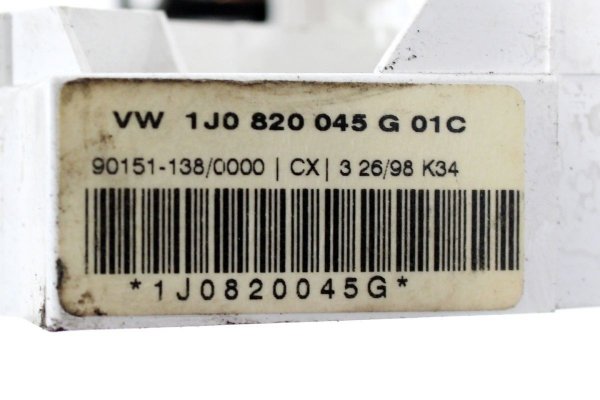 VW 1J0 820 045 G 01C
90151-138/0000 | CX | 3 26/98 K34
*1J0820045G*